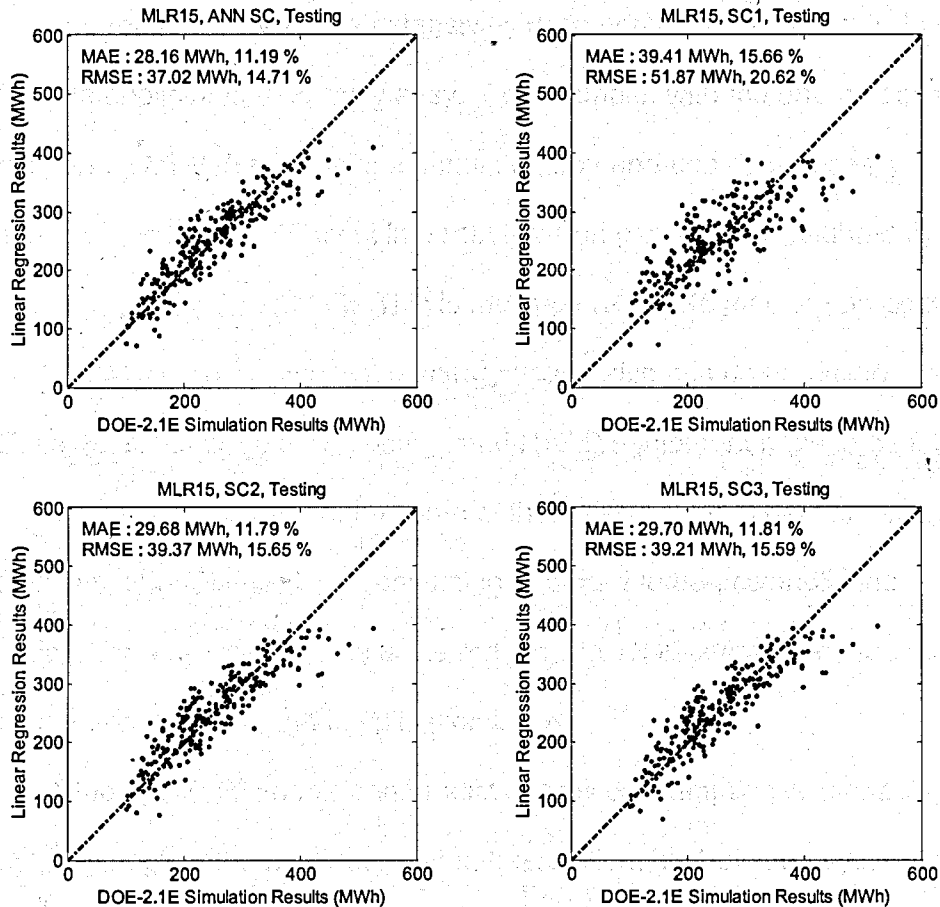 MLR15, ANN SC, Testing
MAE : 28.16 MWh, 11.19 %
RMSE : 37.02 MWh, 14.71 %
Linear Regression Results (MWh)
600
500
400
300
200
100
0
0 200 400 600
DOE-2.1E Simulation Results (MWh)
MLR15, SC1, Testing
MAE : 39.41 MWh, 15.66 %
RMSE : 51.87 MWh, 20.62 %
Linear Regression Results (MWh)
600
500
400
300
200
100
0
0 200 400 600
DOE-2.1E Simulation Results (MWh)
MLR15, SC2, Testing
MAE : 29.68 MWh, 11.79 %
RMSE : 39.37 MWh, 15.65 %
Linear Regression Results (MWh)
600
500
400
300
200
100
0
0 200 400 600
DOE-2.1E Simulation Results (MWh)
MLR15, SC3, Testing
MAE : 29.70 MWh, 11.81 %
RMSE : 39.21 MWh, 15.59 %
Linear Regression Results (MWh)
600
500
400
300
200
100
0
0 200 400 600
DOE-2.1E Simulation Results (MWh)